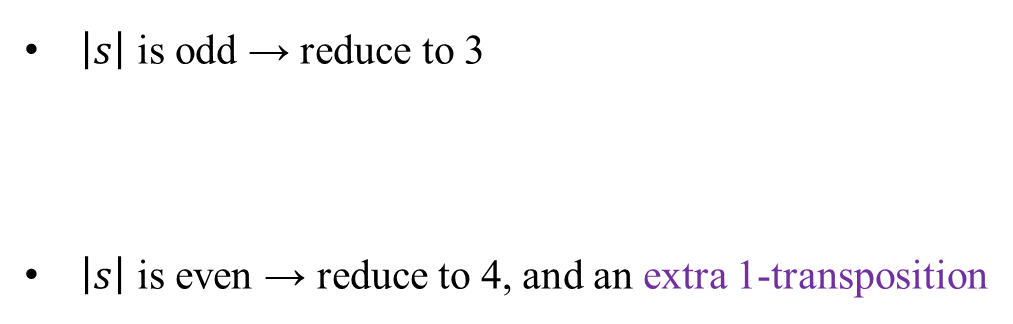 • |s| is odd → reduce to 3
• |s| is even → reduce to 4, and an extra 1-transposition